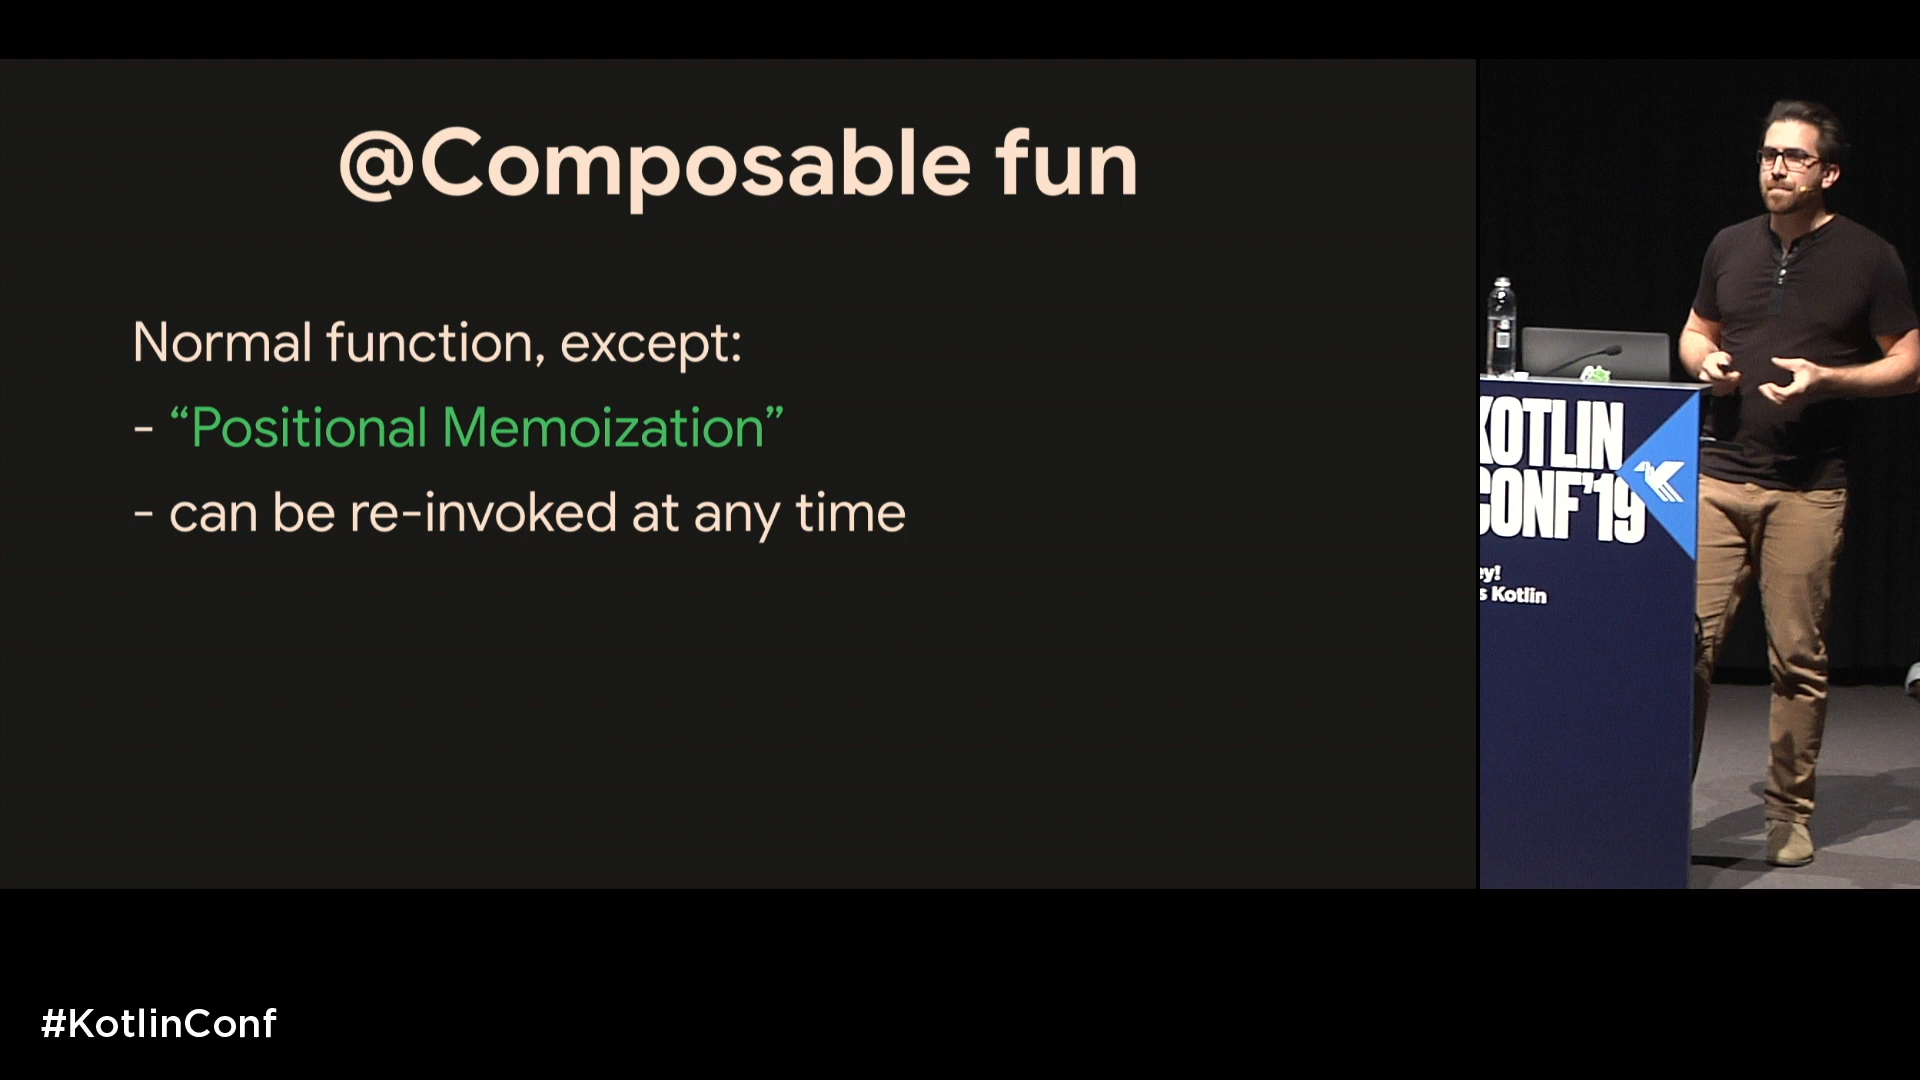 @Composable fun
Normal function, except:
- “Positional Memoization”
- can be re-invoked at any time
KOTLIN
CONF'19
ey!
s Kotlin
#KotlinConf